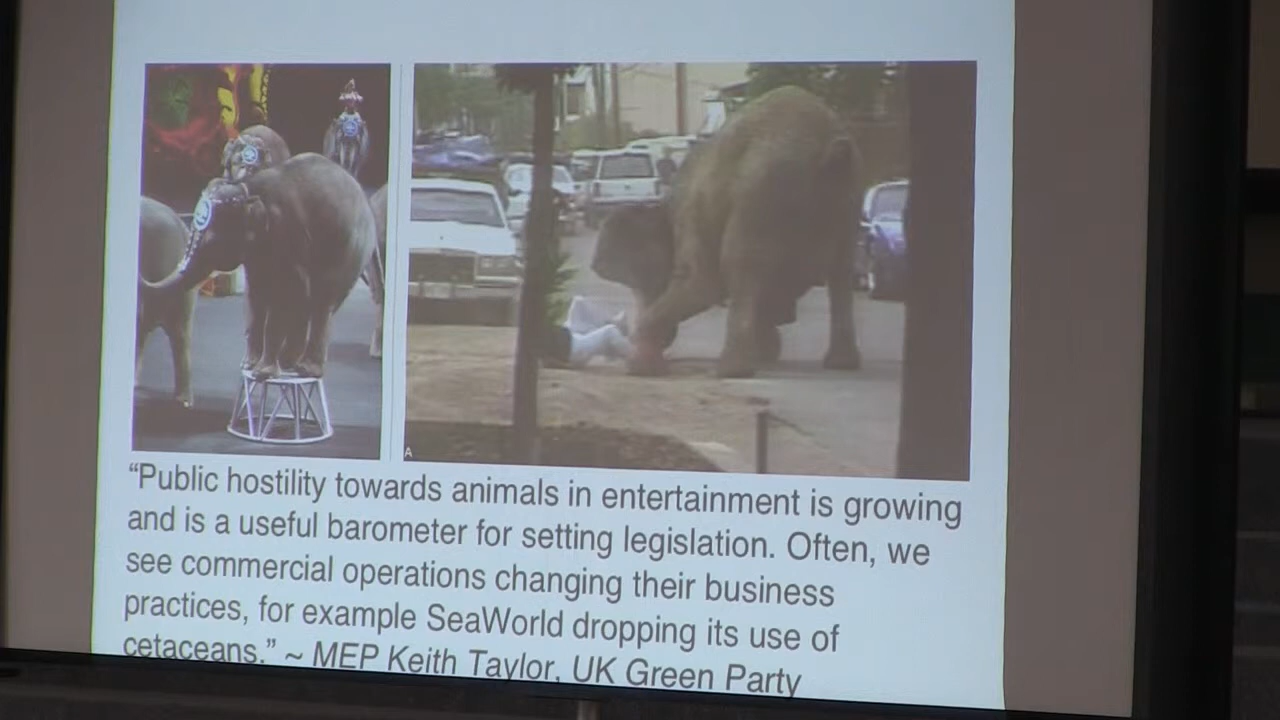 A
“Public hostility towards animals in entertainment is growing
and is a useful barometer for setting legislation. Often, we
see commercial operations changing their business
practices, for example SeaWorld dropping its use of
cetaceans.” ~ MEP Keith Taylor, UK Green Party